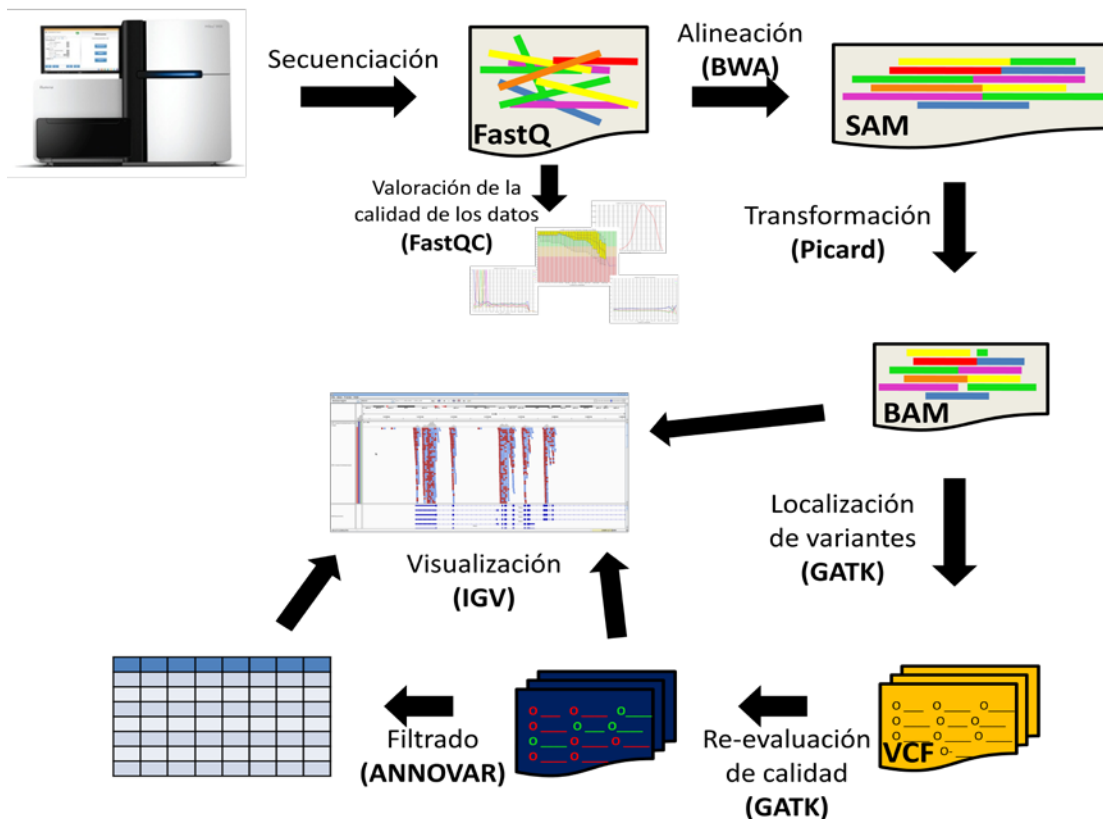 Secuenciación
FastQ
Alineación
(BWA)
SAM
Valoración de la
calidad de los datos
(FastQC)
Transformación
(Picard)
BAM
Localización
de variantes
(GATK)
Visualización
(IGV)
VCF
Re-evaluación
de calidad
(GATK)
Filtrado
(ANNOVAR)